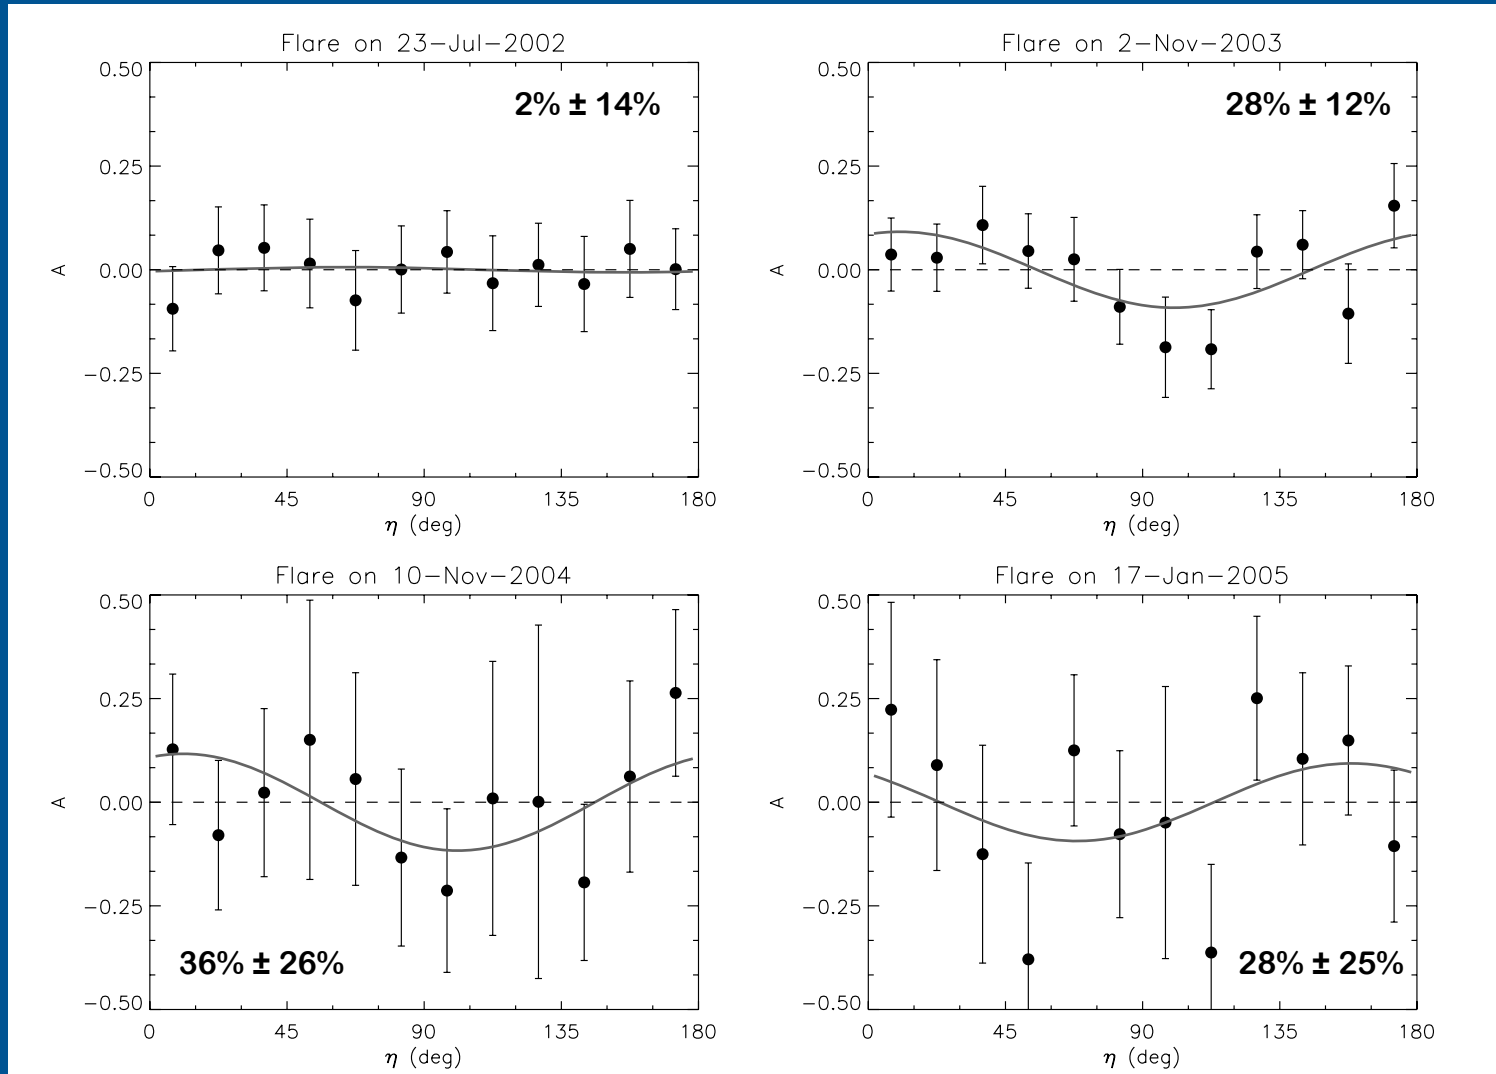 Flare on 23-Jul-2002
2% ± 14%
0.50
0.25
0.00
-0.25
-0.50
A
0 45 90 135 180
η (deg)
Flare on 2-Nov-2003
28% ± 12%
0.50
0.25
0.00
-0.25
-0.50
A
0 45 90 135 180
η (deg)
Flare on 10-Nov-2004
0.50
0.25
0.00
-0.25
-0.50
A
36% ± 26%
0 45 90 135 180
η (deg)
Flare on 17-Jan-2005
0.50
0.25
0.00
-0.25
-0.50
A
28% ± 25%
0 45 90 135 180
η (deg)